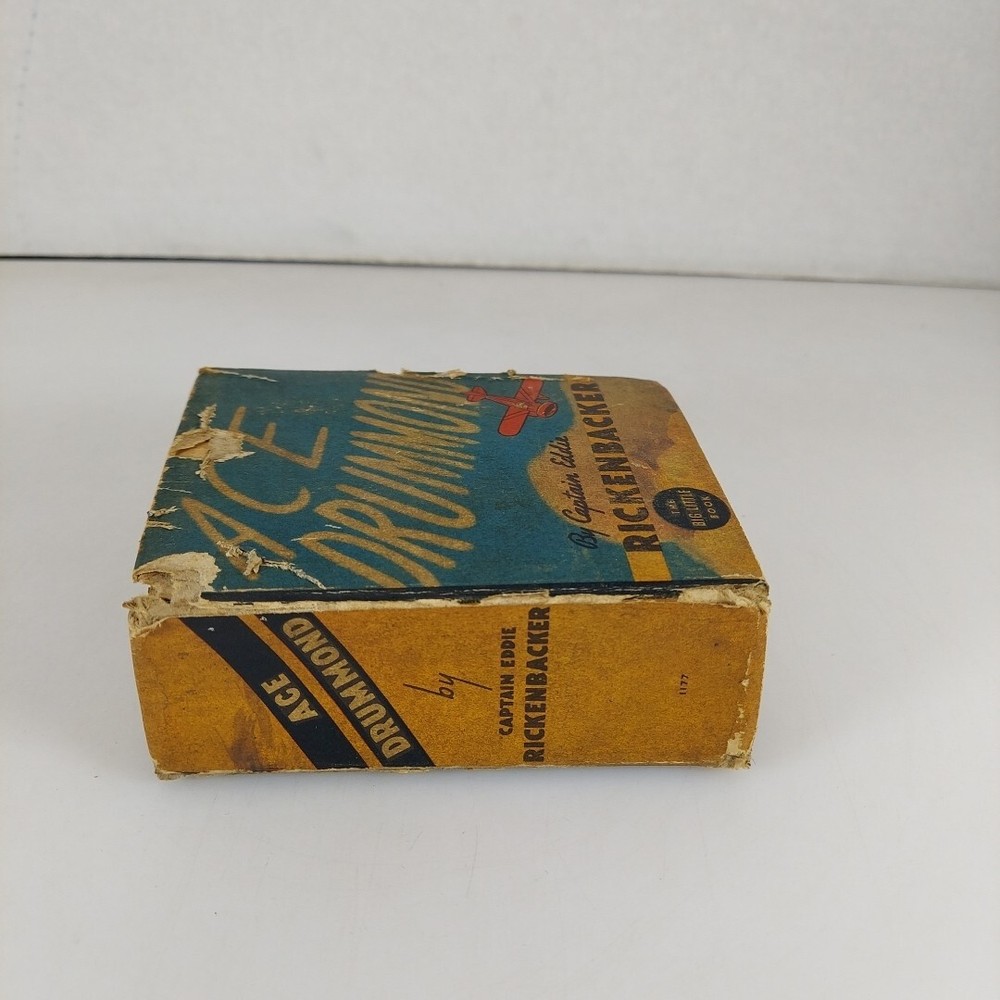 ACE
DRUMMOND
By Captain Eddie
RICKENBACKER
THE
BIG LITTLE
BOOK
ACE
DRUMMOND
by
CAPTAIN EDDIE
RICKENBACKER
1177